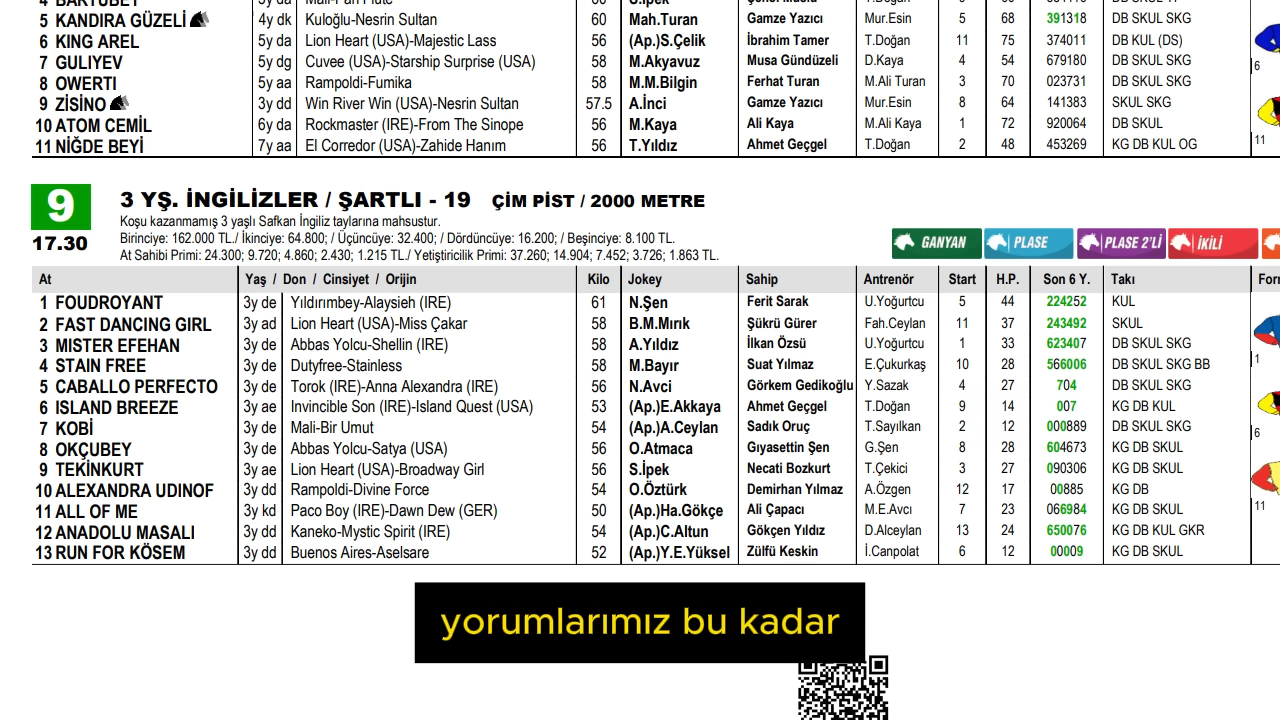 5 KANDIRA GÜZELİ 4y dk Kuloğlu-Nesrin Sultan 60 Mah.Turan Gamze Yazıcı Mur.Esin 5 68 391318 DB SKUL SKG
6 KING AREL 5y da Lion Heart (USA)-Majestic Lass 56 (Ap.)S.Çelik İbrahim Tamer T.Doğan 11 75 374011 DB KUL (DS)
7 GULIYEV 5y dg Cuvee (USA)-Starship Surprise (USA) 58 M.Akyavuz Musa Gündüzeli D.Kaya 4 54 679180 DB SKUL SKG
8 OWERTI 5y aa Rampoldi-Fumika 58 M.M.Bilgin Ferhat Turan M.Ali Turan 3 70 023731 DB SKUL SKG
9 ZİSİNO 3y dd Win River Win (USA)-Nesrin Sultan 57.5 A.İnci Gamze Yazıcı Mur.Esin 8 64 141383 SKUL SKG
10 ATOM CEMİL 6y da Rockmaster (IRE)-From The Sinope 56 M.Kaya Ali Kaya M.Ali Kaya 1 72 920064 DB SKUL
11 NİĞDE BEYİ 7y aa El Corredor (USA)-Zahide Hanım 56 T.Yıldız Ahmet Geçgel T.Doğan 2 48 453269 KG DB KUL OG
6
11
9 3 YŞ. İNGİLİZLER / ŞARTLI - 19 ÇİM PİST / 2000 METRE
17.30
Koşu kazanmamış 3 yaşlı Safkan İngiliz taylarına mahsustur.
Birinciye: 162.000 TL./ İkinciye: 64.800; / Üçüncüye: 32.400; / Dördüncüye: 16.200; / Beşinciye: 8.100 TL.
At Sahibi Primi: 24.300; 9.720; 4.860; 2.430; 1.215 TL./ Yetiştiricilik Primi: 37.260; 14.904; 7.452; 3.726; 1.863 TL.
GANYAN PLASE PLASE 2'Lİ İKİLİ
At Yaş / Don / Cinsiyet / Orijin Kilo Jokey Sahip Antrenör Start H.P. Son 6 Y. Takı
1 FOUDROYANT 3y de Yıldırımbey-Alaysieh (IRE) 61 N.Şen Ferit Sarak U.Yoğurtcu 5 44 224252 KUL
2 FAST DANCING GIRL 3y ad Lion Heart (USA)-Miss Çakar 58 B.M.Mırık Şükrü Gürer Fah.Ceylan 11 37 243492 SKUL
3 MISTER EFEHAN 3y de Abbas Yolcu-Shellin (IRE) 58 A.Yıldız İlkan Özsü U.Yoğurtcu 1 33 623407 DB SKUL SKG
4 STAIN FREE 3y de Dutyfree-Stainless 58 M.Bayır Suat Yılmaz E.Çukurkaş 10 28 566006 DB SKUL SKG BB
5 CABALLO PERFECTO 3y de Torok (IRE)-Anna Alexandra (IRE) 56 N.Avci Görkem Gedikoğlu Y.Sazak 4 27 704 DB SKUL SKG
6 ISLAND BREEZE 3y ae Invincible Son (IRE)-Island Quest (USA) 53 (Ap.)E.Akkaya Ahmet Geçgel T.Doğan 9 14 007 KG DB KUL
7 KOBİ 3y de Mali-Bir Umut 54 (Ap.)A.Ceylan Sadık Oruç T.Sayılkan 2 12 000889 DB SKUL SKG
8 OKÇUBEY 3y de Abbas Yolcu-Satya (USA) 56 O.Atmaca Gıyasettin Şen G.Şen 8 28 604673 KG DB SKUL
9 TEKİNKURT 3y ae Lion Heart (USA)-Broadway Girl 56 S.İpek Necati Bozkurt T.Çekici 3 27 090306 KG DB SKUL
10 ALEXANDRA UDINOF 3y dd Rampoldi-Divine Force 54 O.Öztürk Demirhan Yılmaz A.Özgen 12 17 00885 KG DB
11 ALL OF ME 3y kd Paco Boy (IRE)-Dawn Dew (GER) 50 (Ap.)Ha.Gökçe Ali Çapacı M.E.Avcı 7 23 066984 KG DB SKUL
12 ANADOLU MASALI 3y dd Kaneko-Mystic Spirit (IRE) 54 (Ap.)C.Altun Gökçen Yıldız D.Alceylan 13 24 650076 KG DB KUL GKR
13 RUN FOR KÖSEM 3y dd Buenos Aires-Aselsare 52 (Ap.)Y.E.Yüksel Zülfü Keskin İ.Canpolat 6 12 00009 KG DB SKUL
1
6
11
yorumlarımız bu kadar